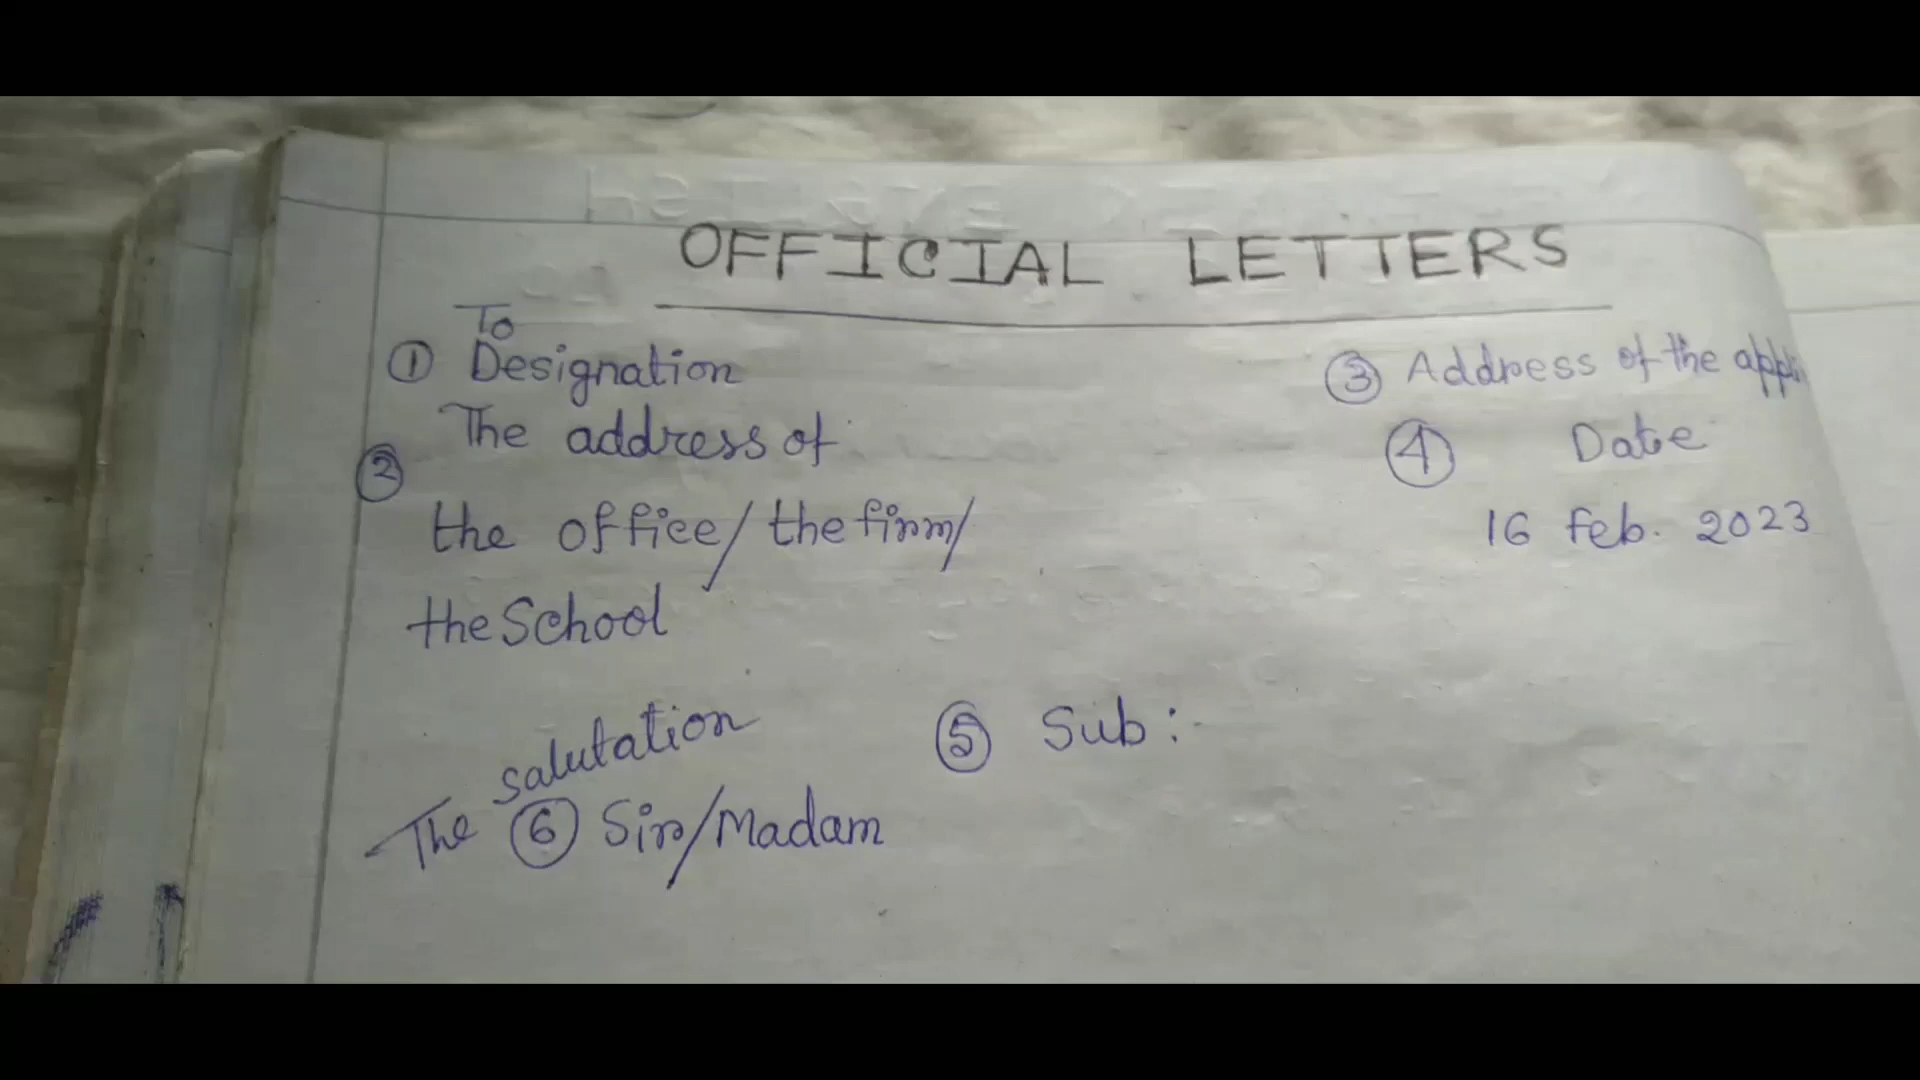 OFFICIAL LETTERS
To
① Designation
③ Address of the
The address of
②
④ Date
the office/ the firm/
16 Feb. 2023
the School
The salutation
⑤ Sub:-
⑥ Sir/Madam